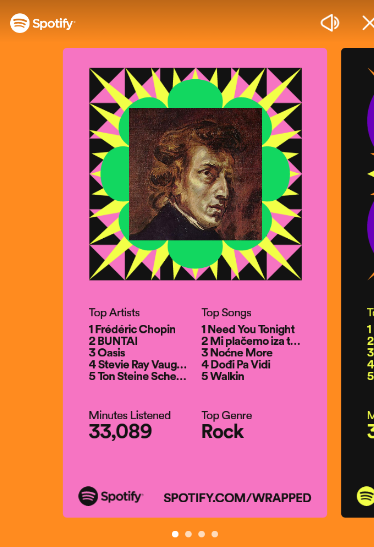 Spotify
Top Artists
1 Frédéric Chopin
2 BUNTAI
3 Oasis
4 Stevie Ray Vaug...
5 Ton Steine Sche...
Top Songs
1 Need You Tonight
2 Mi plačemo iza t...
3 Noćne More
4 Dođi Pa Vidi
5 Walkin
Minutes Listened
33,089
Top Genre
Rock
Spotify
SPOTIFY.COM/WRAPPED